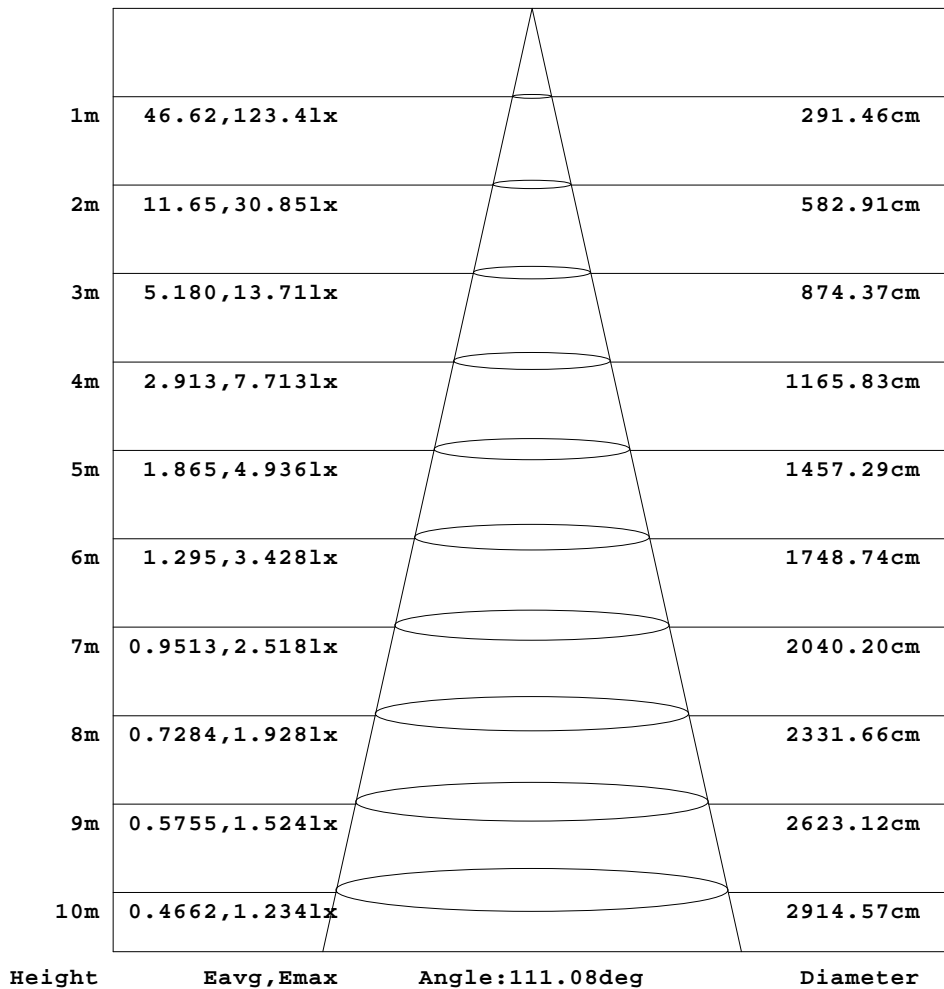 1m 46.62,123.4lx 291.46cm
2m 11.65,30.85lx 582.91cm
3m 5.180,13.71lx 874.37cm
4m 2.913,7.713lx 1165.83cm
5m 1.865,4.936lx 1457.29cm
6m 1.295,3.428lx 1748.74cm
7m 0.9513,2.518lx 2040.20cm
8m 0.7284,1.928lx 2331.66cm
9m 0.5755,1.524lx 2623.12cm
10m 0.4662,1.234lx 2914.57cm
Height Eavg,Emax Angle:111.08deg Diameter